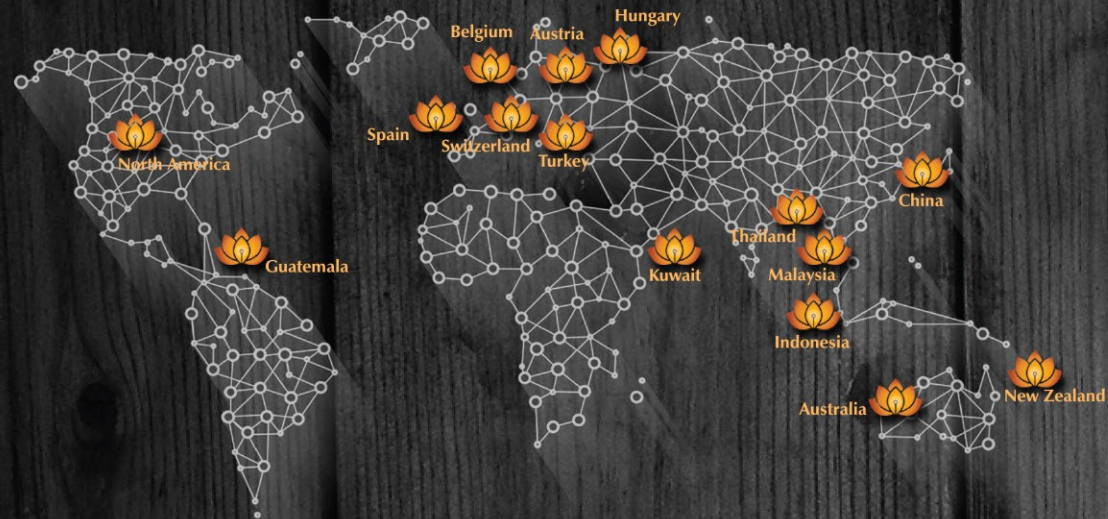 Hungary
Belgium
Austria
Spain
Switzerland
Turkey
North America
China
Thailand
Guatemala
Kuwait
Malaysia
Indonesia
New Zealand
Australia